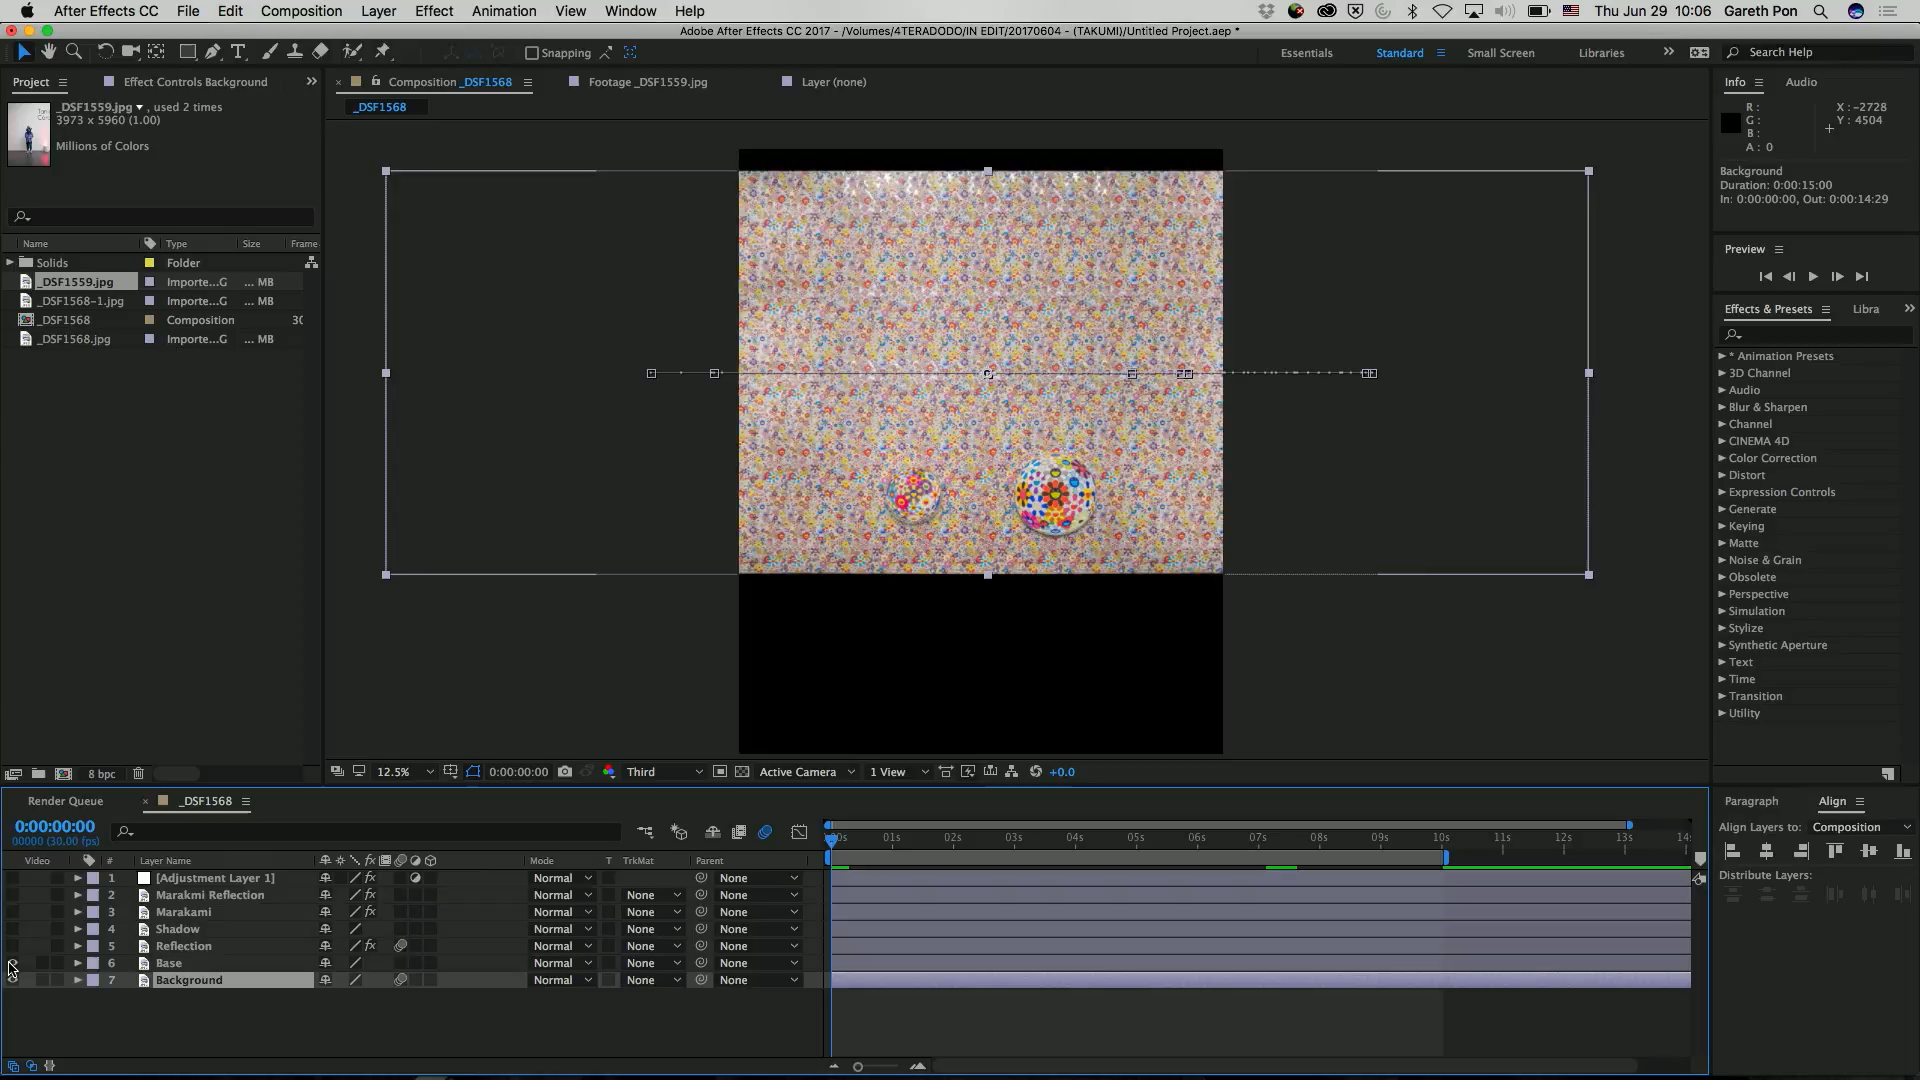 After Effects CC File Edit Composition Layer Effect Animation View Window Help Thu Jun 29 10:06 Gareth Pon
Adobe After Effects CC 2017 - /Volumes/4TERADODO/IN EDIT/20170604 - (TAKUMI)/Untitled Project.aep *
Snapping Essentials Standard Small Screen Libraries Search Help
Project Effect Controls Background Composition _DSF1568 Footage _DSF1559.jpg Layer (none) Info Audio
_DSF1559.jpg , used 2 times
3973 x 5960 (1.00)
Millions of Colors
_DSF1568
R :
G :
B :
A : 0
X : -2728
Y : 4504
Background
Duration: 0:00:15:00
In: 0:00:00:00, Out: 0:00:14:29
Preview
Name Type Size Frame
Solids Folder
_DSF1559.jpg Importe...G ... MB
_DSF1568-1.jpg Importe...G ... MB
_DSF1568 Composition 30
_DSF1568.jpg Importe...G ... MB
Effects & Presets Libra
* Animation Presets
3D Channel
Audio
Blur & Sharpen
Channel
CINEMA 4D
Color Correction
Distort
Expression Controls
Generate
Keying
Matte
Noise & Grain
Obsolete
Perspective
Simulation
Stylize
Synthetic Aperture
Text
Time
Transition
Utility
8 bpc
12.5% 0:00:00:00 Third Active Camera 1 View +0.0
Render Queue _DSF1568
0:00:00:00
00000 (30.00 fps)
01s 02s 03s 04s 05s 06s 07s 08s 09s 10s 11s 12s 13s
Video # Layer Name Mode T TrkMat Parent
1 [Adjustment Layer 1] Normal None
2 Marakmi Reflection Normal None None
3 Marakami Normal None None
4 Shadow Normal None None
5 Reflection Normal None None
6 Base Normal None None
7 Background Normal None None
Paragraph Align
Align Layers to: Composition
Distribute Layers: